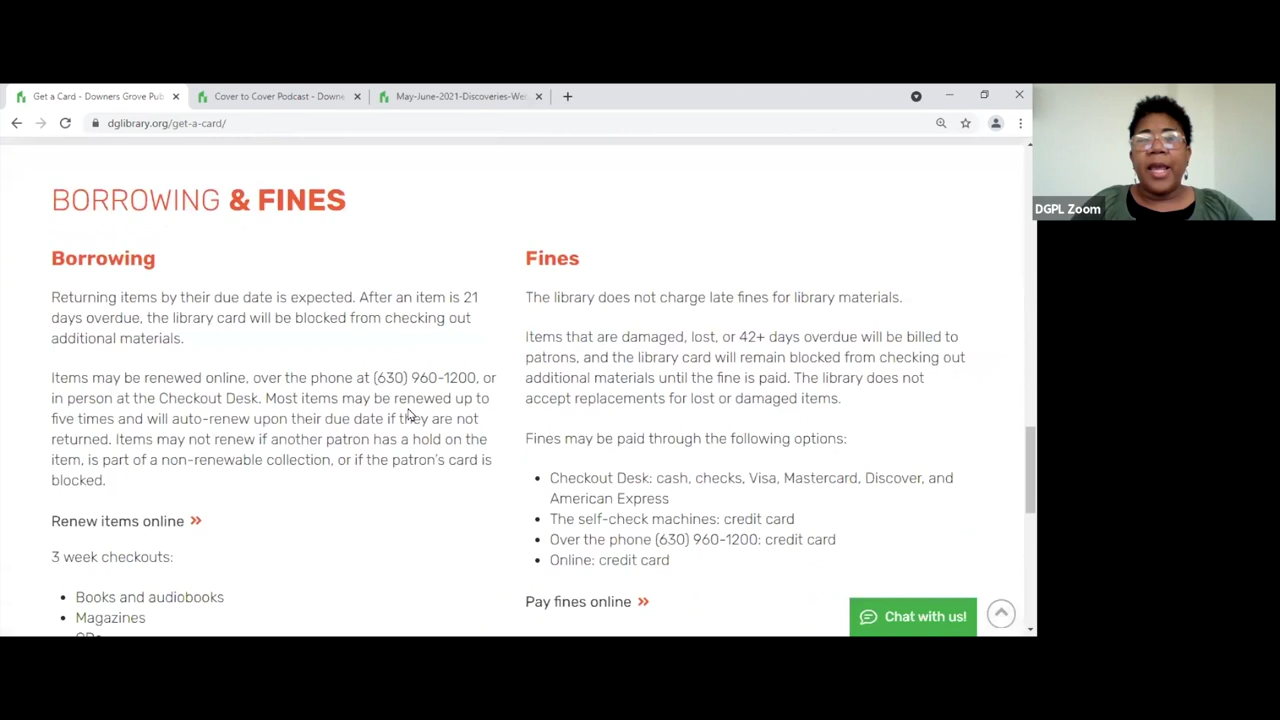 Get a Card - Downers Grove Pub
Cover to Cover Podcast - Downe
May-June-2021-Discoveries-We
dglibrary.org/get-a-card/
DGPL Zoom
BORROWING & FINES
Borrowing
Returning items by their due date is expected. After an item is 21
days overdue, the library card will be blocked from checking out
additional materials.
Items may be renewed online, over the phone at (630) 960-1200, or
in person at the Checkout Desk. Most items may be renewed up to
five times and will auto-renew upon their due date if they are not
returned. Items may not renew if another patron has a hold on the
item, is part of a non-renewable collection, or if the patron's card is
blocked.
Renew items online »
3 week checkouts:
• Books and audiobooks
• Magazines
Fines
The library does not charge late fines for library materials.
Items that are damaged, lost, or 42+ days overdue will be billed to
patrons, and the library card will remain blocked from checking out
additional materials until the fine is paid. The library does not
accept replacements for lost or damaged items.
Fines may be paid through the following options:
• Checkout Desk: cash, checks, Visa, Mastercard, Discover, and
American Express
• The self-check machines: credit card
• Over the phone (630) 960-1200: credit card
• Online: credit card
Pay fines online »
Chat with us!